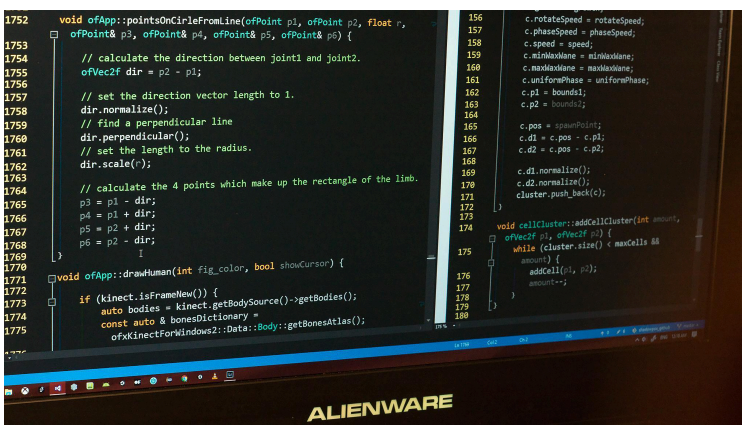 1752 void ofApp::pointsOnCirleFromLine(ofPoint p1, ofPoint p2, float r,
ofPoint& p3, ofPoint& p4, ofPoint& p5, ofPoint& p6) {
1753
1754 // calculate the direction between joint1 and joint2.
1755 ofVec2f dir = p2 - p1;
1756
1757 // set the direction vector length to 1.
1758 dir.normalize();
1759 // find a perpendicular line
1760 dir.perpendicular();
1761 // set the length to the radius.
1762 dir.scale(r);
1763
1764 // calculate the 4 points which make up the rectangle of the limb.
1765 p3 = p1 - dir;
1766 p4 = p1 + dir;
1767 p5 = p2 + dir;
1768 p6 = p2 - dir;
1769 }
1770
1771 void ofApp::drawHuman(int fig_color, bool showCursor) {
1772
1773 if (kinect.isFrameNew()) {
1774 auto bodies = kinect.getBodySource()->getBodies();
1775 const auto & bonesDictionary =
ofxKinectForWindows2::Data::Body::getBonesAtlas();
156 c.rotateSpeed = rotateSpeed;
157 c.phaseSpeed = phaseSpeed;
158 c.speed = speed;
159 c.minWaxWane = minWaxWane;
160 c.maxWaxWane = maxWaxWane;
161 c.uniformPhase = uniformPhase;
162 c.p1 = bounds1;
163 c.p2 = bounds2;
164
165 c.pos = spawnPoint;
166 c.d1 = c.pos - c.p1;
167 c.d2 = c.pos - c.p2;
168
169 c.d1.normalize();
170 c.d2.normalize();
171 cluster.push_back(c);
172 }
173
174 void cellCluster::addCellCluster(int amount,
ofVec2f p1, ofVec2f p2) {
175 while (cluster.size() < maxCells &&
amount) {
176 addCell(p1, p2);
177 amount--;
178 }
179 }
180
175 %
ALIENWARE